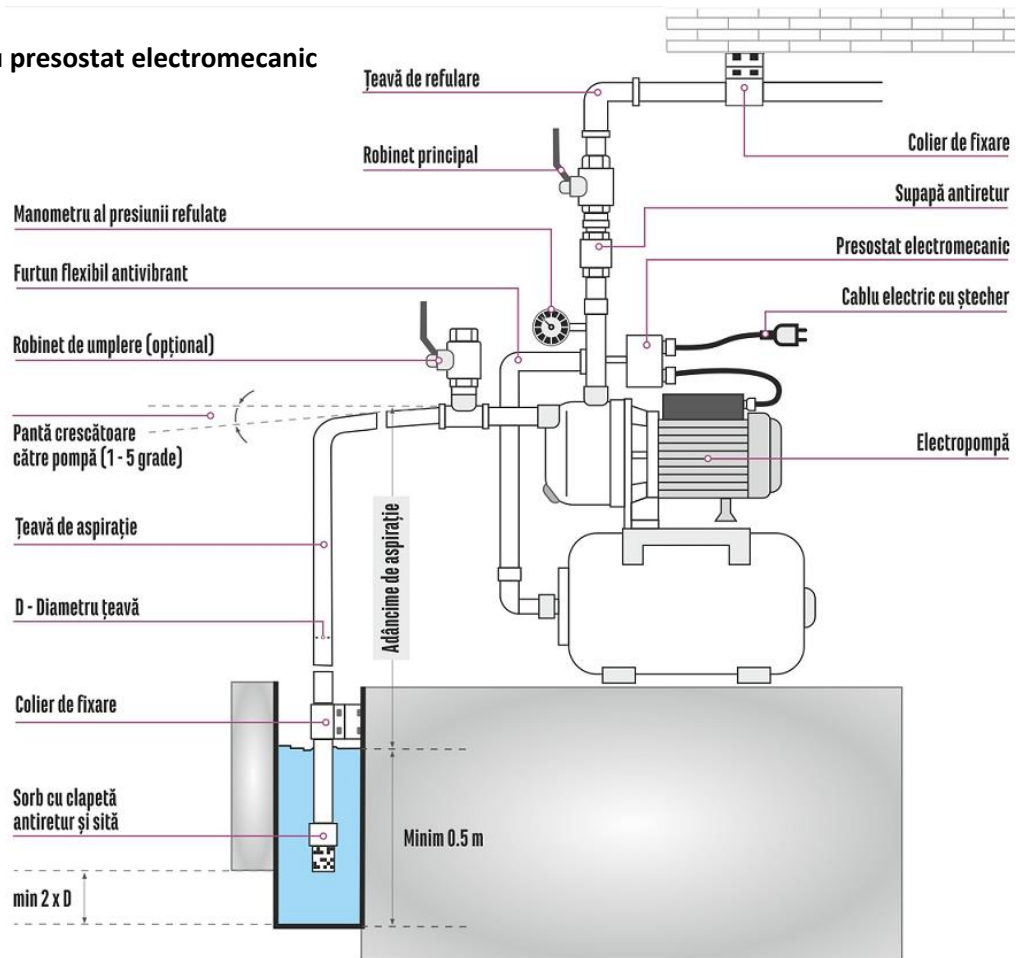 presostat electromecanic
Țeavă de refulare
Colier de fixare
Robinet principal
Supapă antiretur
Manometru al presiunii refulate
Presostat electromecanic
Furtun flexibil antivibrant
Cablu electric cu ștecher
Robinet de umplere (opțional)
Pantă crescătoare
către pompă (1 - 5 grade)
Electropompă
Țeavă de aspirație
Adâncime de aspirație
D - Diametru țeavă
Colier de fixare
Sorb cu clapetă
antiretur și sită
Minim 0.5 m
min 2 x D